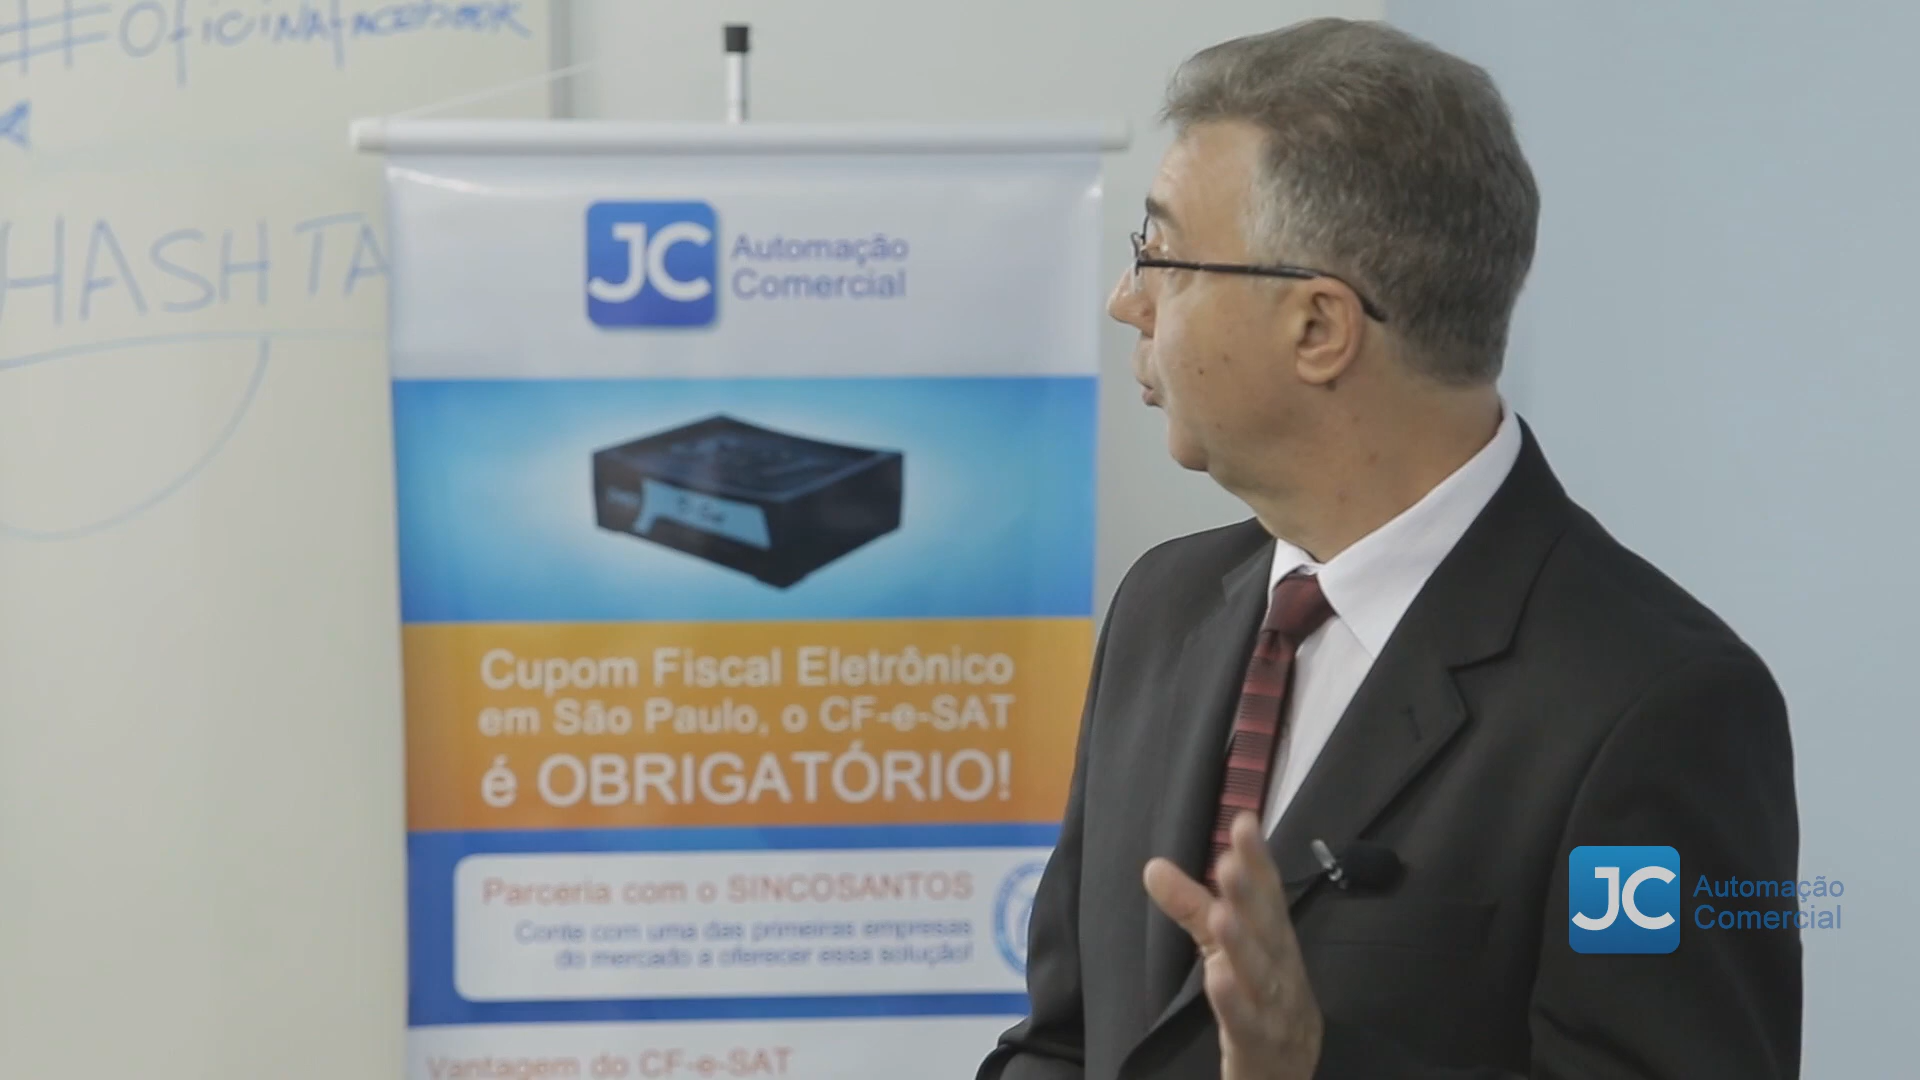 #oficinafacebook
HASHTA
JC Automação
Comercial
Cupom Fiscal Eletrônico
em São Paulo, o CF-e-SAT
é OBRIGATÓRIO!
Parceria com o SINCOSANTOS
Conte com uma das primeiras empresas
do mercado a oferecer essa solução!
Vantagem do CF-e-SAT
JC Automação
Comercial